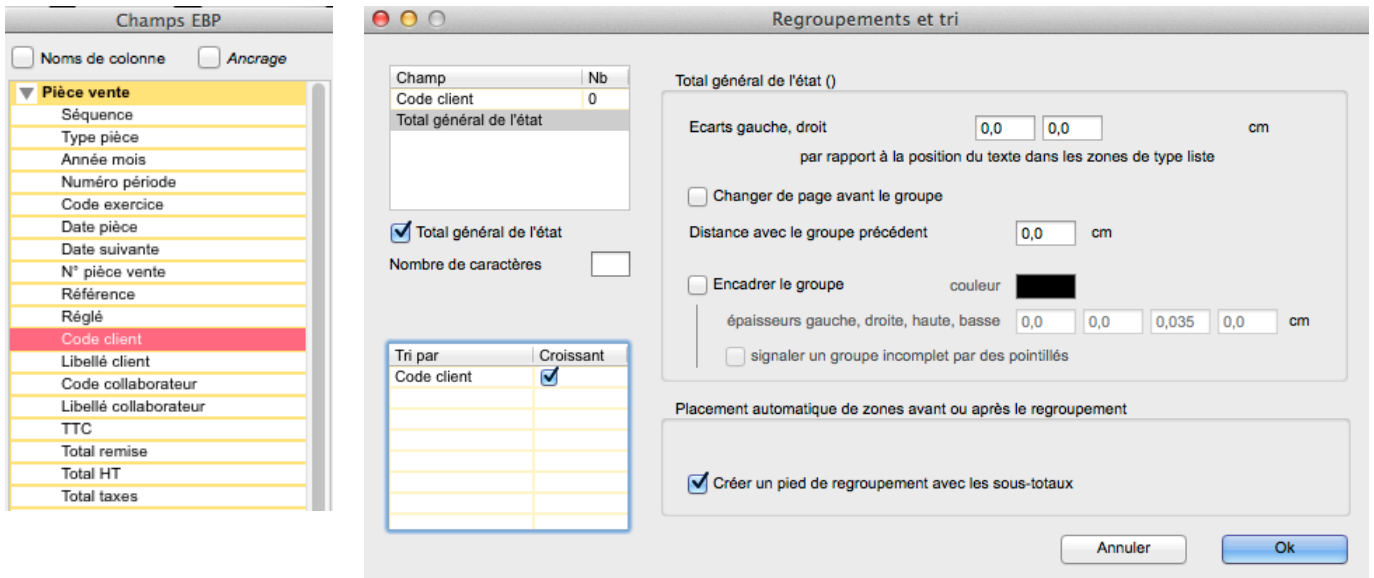 Champs EBP
Noms de colonne Ancrage
Pièce vente
Séquence
Type pièce
Année mois
Numéro période
Code exercice
Date pièce
Date suivante
N° pièce vente
Référence
Réglé
Code client
Libellé client
Code collaborateur
Libellé collaborateur
TTC
Total remise
Total HT
Total taxes
Regroupements et tri
Champ Nb
Code client 0
Total général de l'état
Total général de l'état
Nombre de caractères
Tri par Croissant
Code client
Total général de l'état ()
Ecarts gauche, droit 0,0 0,0 cm
par rapport à la position du texte dans les zones de type liste
Changer de page avant le groupe
Distance avec le groupe précédent 0,0 cm
Encadrer le groupe couleur
épaisseurs gauche, droite, haute, basse 0,0 0,0 0,035 0,0 cm
signaler un groupe incomplet par des pointillés
Placement automatique de zones avant ou après le regroupement
Créer un pied de regroupement avec les sous-totaux
Annuler Ok